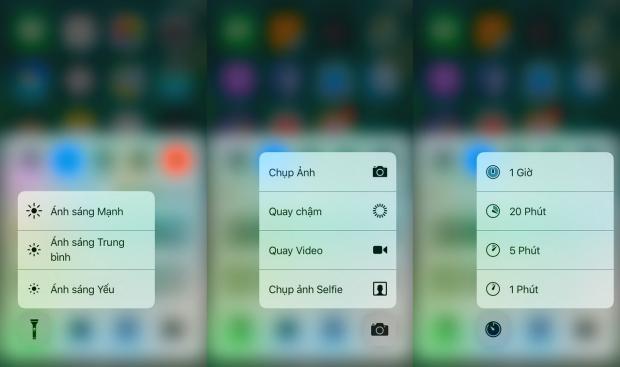 Ánh sáng Mạnh
Ánh sáng Trung
bình
Ánh sáng Yếu
Chụp Ảnh
Quay chậm
Quay Video
Chụp ảnh Selfie
1 Giờ
20 Phút
5 Phút
1 Phút